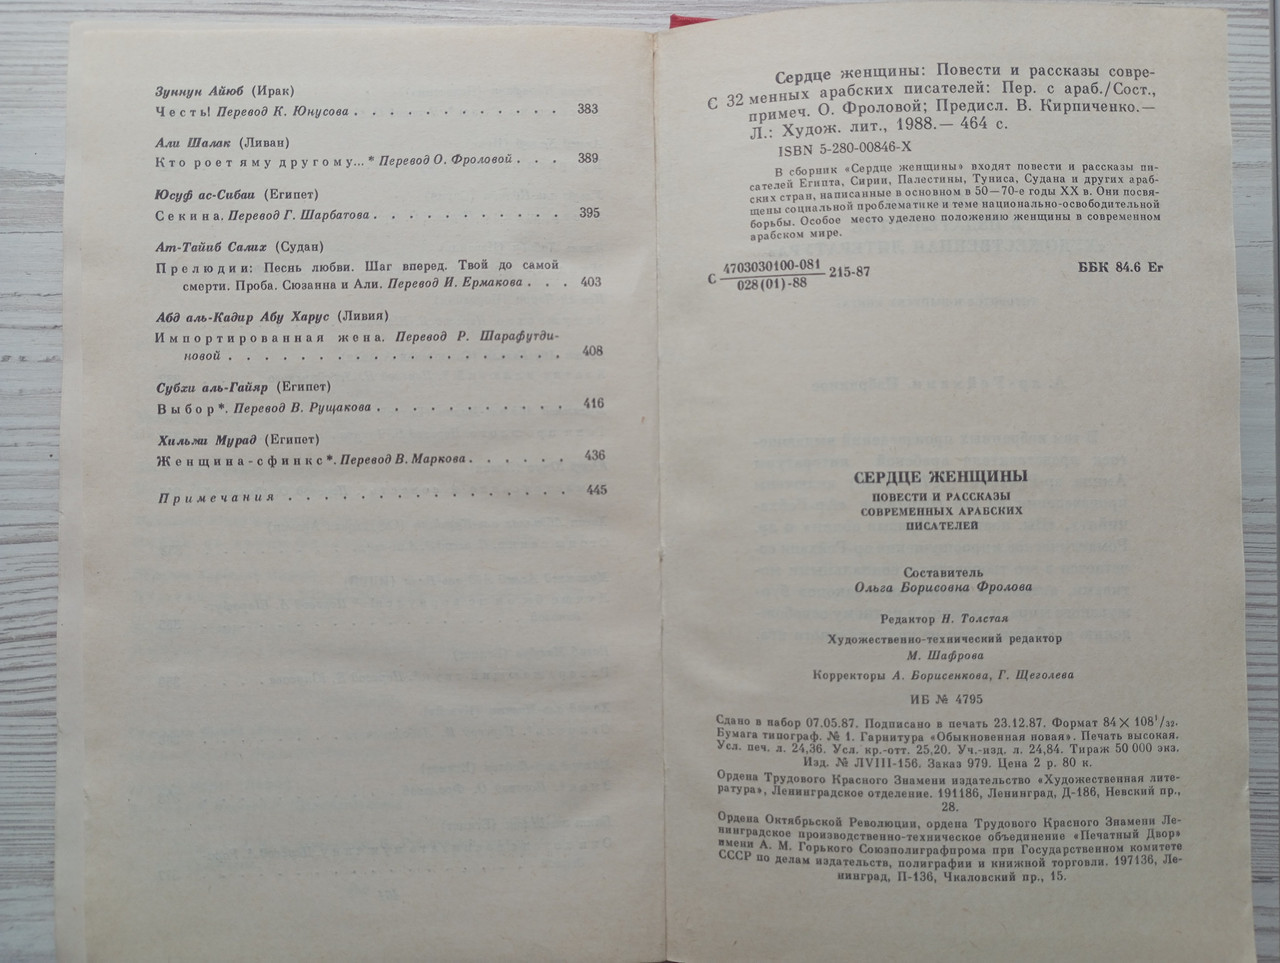 Зуннун Айюб (Ирак)
Честь! Перевод К. Юнусова . . . . . . . . . . . . 383
Али Шалак (Ливан)
Кто роет яму другому...* Перевод О. Фроловой . . . 389
Юсуф ас-Сибаи (Египет)
Секина. Перевод Г. Шарбатова . . . . . . . . . . . 395
Ат-Тайиб Салих (Судан)
Прелюдии: Песнь любви. Шаг вперед. Твой до самой
смерти. Проба. Сюзанна и Али. Перевод И. Ермакова . . . 403
Абд аль-Кадир Абу Харус (Ливия)
Импортированная жена. Перевод Р. Шарафутди-
новой . . . . . . . . . . . . . . . . . . . 408
Субхи аль-Гайяр (Египет)
Выбор*. Перевод В. Рущакова . . . . . . . . . . . 416
Хильми Мурад (Египет)
Женщина-сфинкс*. Перевод В. Маркова . . . . . . 436
Примечания . . . . . . . . . . . . . . . . 445
Сердце женщины: Повести и рассказы совре-
С 32 менных арабских писателей: Пер. с араб./Сост.,
примеч. О. Фроловой; Предисл. В. Кирпиченко.—
Л.: Худож. лит., 1988.— 464 с.
ISBN 5-280-00846-X
В сборник «Сердце женщины» входят повести и рассказы пи-
сателей Египта, Сирии, Палестины, Туниса, Судана и других араб-
ских стран, написанные в основном в 50—70-е годы XX в. Они посвя-
щены социальной проблематике и теме национально-освободительной
борьбы. Особое место уделено положению женщины в современном
арабском мире.
С 4703030100-081
028(01)-88 215-87
ББК 84.6 Ег
СЕРДЦЕ ЖЕНЩИНЫ
ПОВЕСТИ И РАССКАЗЫ
СОВРЕМЕННЫХ АРАБСКИХ
ПИСАТЕЛЕЙ
Составитель
Ольга Борисовна Фролова
Редактор Н. Толстая
Художественно-технический редактор
М. Шафрова
Корректоры А. Борисенкова, Г. Щеголева
ИБ № 4795
Сдано в набор 07.05.87. Подписано в печать 23.12.87. Формат 84×108¹/₃₂.
Бумага типограф. № 1. Гарнитура «Обыкновенная новая». Печать высокая.
Усл. печ. л. 24,36. Усл. кр.-отт. 25,20. Уч.-изд. л. 24,84. Тираж 50 000 экз.
Изд. № ЛVIII-156. Заказ 979. Цена 2 р. 80 к.
Ордена Трудового Красного Знамени издательство «Художественная лите-
ратура», Ленинградское отделение. 191186, Ленинград, Д-186, Невский пр.,
28.
Ордена Октябрьской Революции, ордена Трудового Красного Знамени Ле-
нинградское производственно-техническое объединение «Печатный Двор»
имени А. М. Горького Союзполиграфпрома при Государственном комитете
СССР по делам издательств, полиграфии и книжной торговли. 197136, Ле-
нинград, П-136, Чкаловский пр., 15.